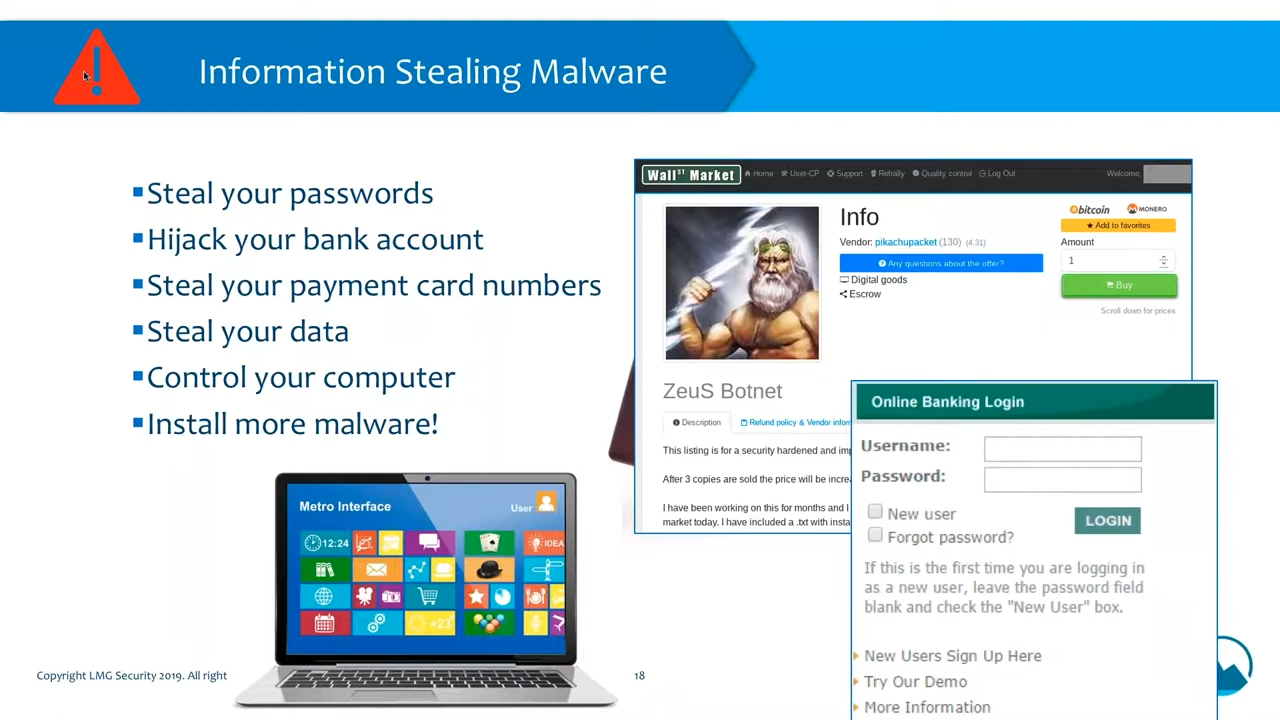 Information Stealing Malware
▪Steal your passwords
▪Hijack your bank account
▪Steal your payment card numbers
▪Steal your data
▪Control your computer
▪Install more malware!
Wall ST Market Home User-CP Support Refrally Quality control Log Out Welcome,
Info
Vendor: pikachupacket (130) (4.31)
Any questions about the offer?
Digital goods
Escrow
bitcoin MONERO
Add to favorites
Amount
1
Buy
Scroll down for prices
ZeuS Botnet
Description Refund policy & Vendor
This listing is for a security hardened and
After 3 copies are sold the price will be
I have been working on this for months and I
market today. I have included a .txt with
Online Banking Login
Username:
Password:
New user
Forgot password?
LOGIN
If this is the first time you are logging in
as a new user, leave the password field
blank and check the "New User" box.
New Users Sign Up Here
Try Our Demo
More Information
Metro Interface
User
12:24
IDEA
+23°
Copyright LMG Security 2019. All right
18